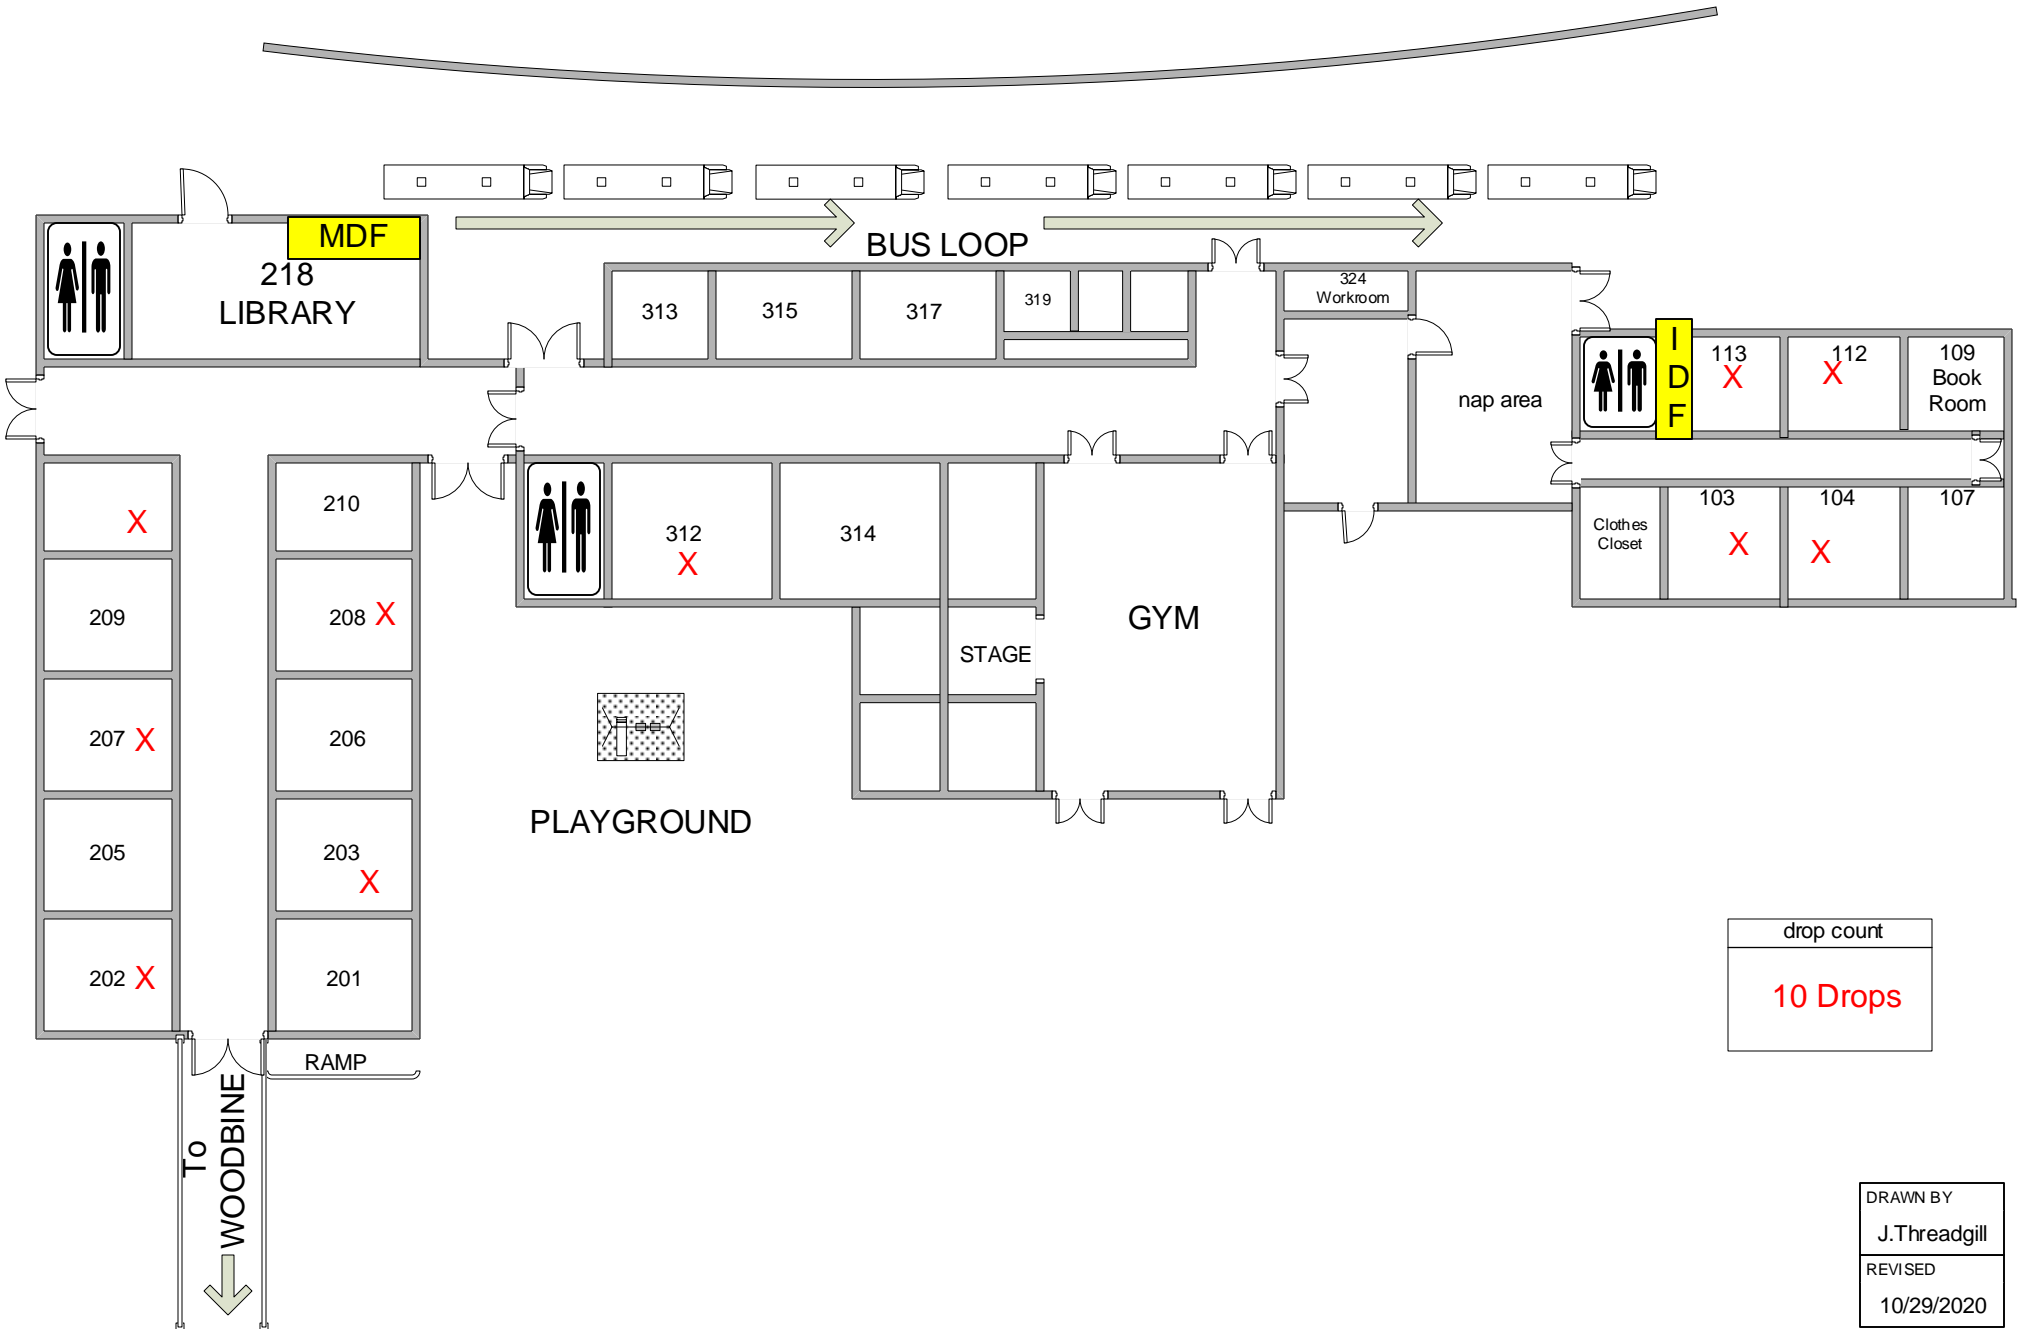 MDF
218
LIBRARY
BUS LOOP
313
315
317
319
324
Workroom
nap area
I
D
F
113
X
112
X
109
Book
Room
Clothes
Closet
103
X
104
X
107
X
210
312
X
314
209
208 X
GYM
STAGE
207 X
206
PLAYGROUND
205
203
X
202 X
201
RAMP
To
WOODBINE
drop count
10 Drops
DRAWN BY
J.Threadgill
REVISED
10/29/2020